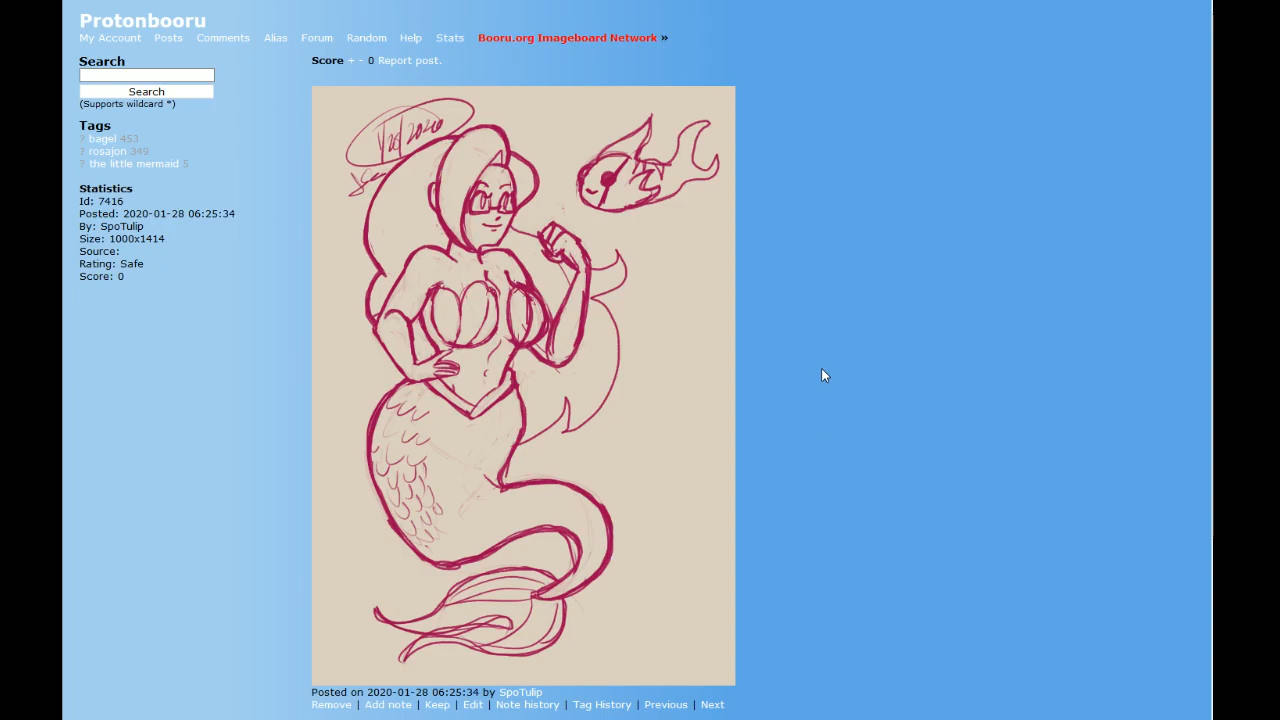 Protonbooru
My Account Posts Comments Alias Forum Random Help Stats Booru.org Imageboard Network »
Search
Search
(Supports wildcard *)
Tags
? bagel 453
? rosajon 349
? the little mermaid 5
Statistics
Id: 7416
Posted: 2020-01-28 06:25:34
By: SpoTulip
Size: 1000x1414
Source:
Rating: Safe
Score: 0
Score + - 0 Report post.
1/28/2020
Posted on 2020-01-28 06:25:34 by SpoTulip
Remove | Add note | Keep | Edit | Note history | Tag History | Previous | Next